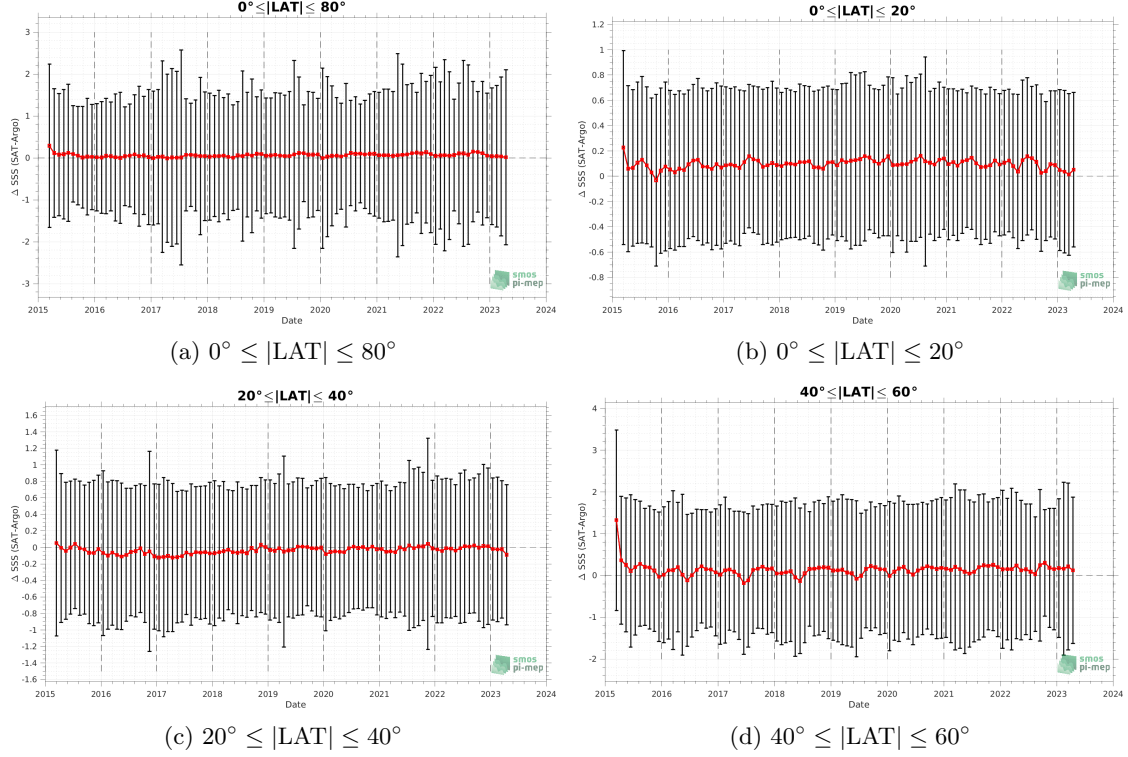 0°≤|LAT|≤ 80°
Δ SSS (SAT-Argo)
3
2
1
0
-1
-2
-3
2015 2016 2017 2018 2019 2020 2021 2022 2023 2024
Date
smos
pi-mep
(a) 0° ≤ |LAT| ≤ 80°
0°≤|LAT|≤ 20°
Δ SSS (SAT-Argo)
1.2
1
0.8
0.6
0.4
0.2
0
-0.2
-0.4
-0.6
-0.8
2015 2016 2017 2018 2019 2020 2021 2022 2023 2024
Date
smos
pi-mep
(b) 0° ≤ |LAT| ≤ 20°
20°≤|LAT|≤ 40°
Δ SSS (SAT-Argo)
1.6
1.4
1.2
1
0.8
0.6
0.4
0.2
0
-0.2
-0.4
-0.6
-0.8
-1
-1.2
-1.4
-1.6
2015 2016 2017 2018 2019 2020 2021 2022 2023 2024
Date
smos
pi-mep
(c) 20° ≤ |LAT| ≤ 40°
40°≤|LAT|≤ 60°
Δ SSS (SAT-Argo)
4
3
2
1
0
-1
-2
2015 2016 2017 2018 2019 2020 2021 2022 2023 2024
Date
smos
pi-mep
(d) 40° ≤ |LAT| ≤ 60°